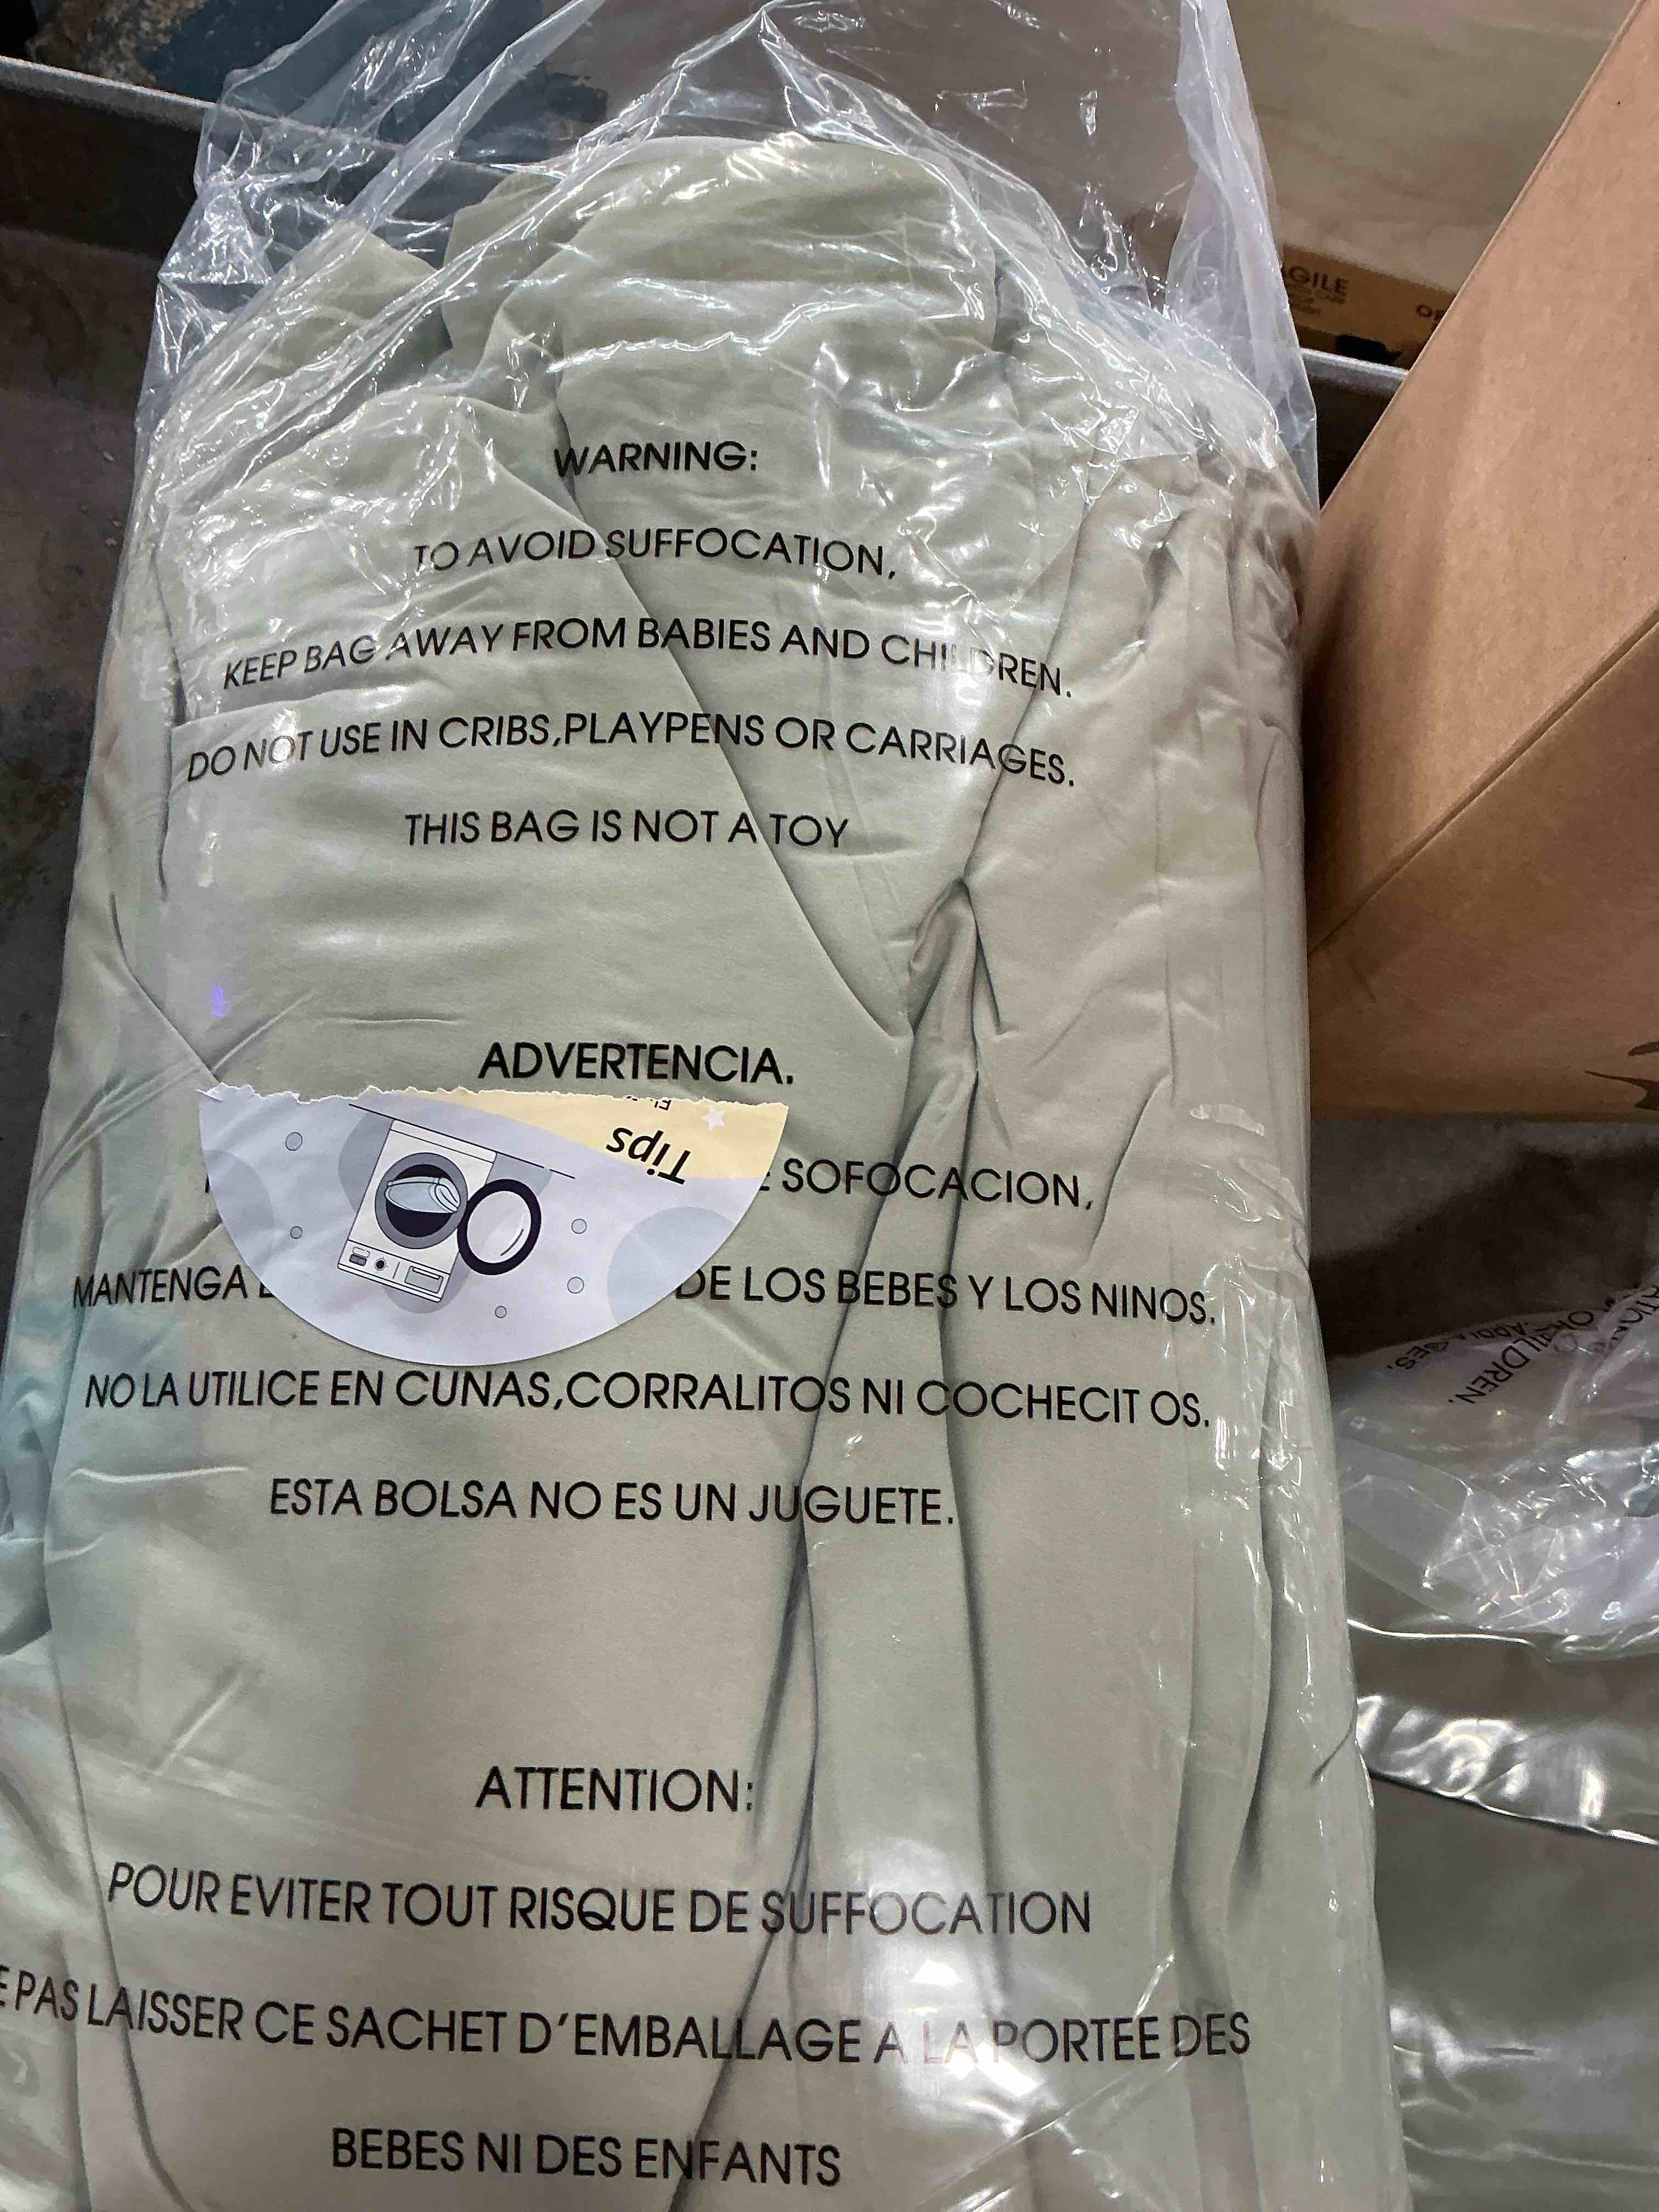 WARNING:
TO AVOID SUFFOCATION,
KEEP BAG AWAY FROM BABIES AND CHILDREN.
DO NOT USE IN CRIBS,PLAYPENS OR CARRIAGES.
THIS BAG IS NOT A TOY
ADVERTENCIA.
Tips
SOFOCACION,
MANTENGA DE LOS BEBES Y LOS NINOS.
NO LA UTILICE EN CUNAS,CORRALITOS NI COCHECIT OS.
ESTA BOLSA NO ES UN JUGUETE.
ATTENTION:
POUR EVITER TOUT RISQUE DE SUFFOCATION
PAS LAISSER CE SACHET D'EMBALLAGE A LA PORTEE DES
BEBES NI DES ENFANTS